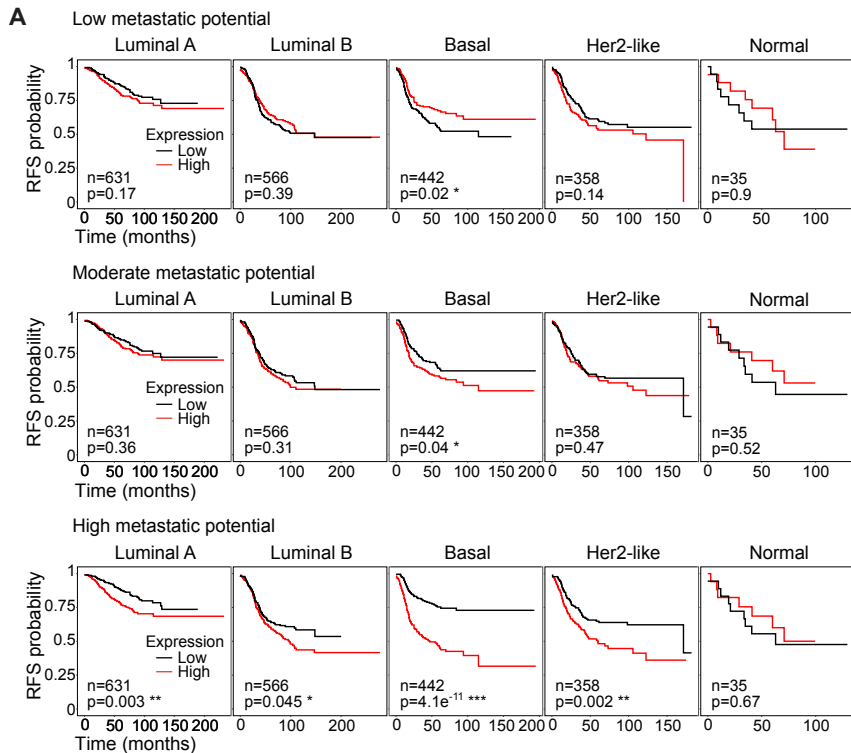 A
Low metastatic potential
Luminal A Luminal B Basal Her2-like Normal
RFS probability
1
0.75
0.5
0.25
0
Expression
Low
High
n=631 n=566 n=442 n=358 n=35
p=0.17 p=0.39 p=0.02 * p=0.14 p=0.9
0 50 100 150 200 0 100 200 0 50 100 150 200 0 50 100 150 0 50 100
Time (months)
Moderate metastatic potential
Luminal A Luminal B Basal Her2-like Normal
RFS probability
1
0.75
0.5
0.25
0
Expression
Low
High
n=631 n=566 n=442 n=358 n=35
p=0.36 p=0.31 p=0.04 * p=0.47 p=0.52
0 50 100 150 200 0 100 200 0 50 100 150 200 0 50 100 150 0 50 100
Time (months)
High metastatic potential
Luminal A Luminal B Basal Her2-like Normal
RFS probability
1
0.75
0.5
0.25
0
Expression
Low
High
n=631 n=566 n=442 n=358 n=35
p=0.003 ** p=0.045 * p=4.1e⁻¹¹ *** p=0.002 ** p=0.67
0 50 100 150 200 0 100 200 0 50 100 150 200 0 50 100 150 0 50 100
Time (months)